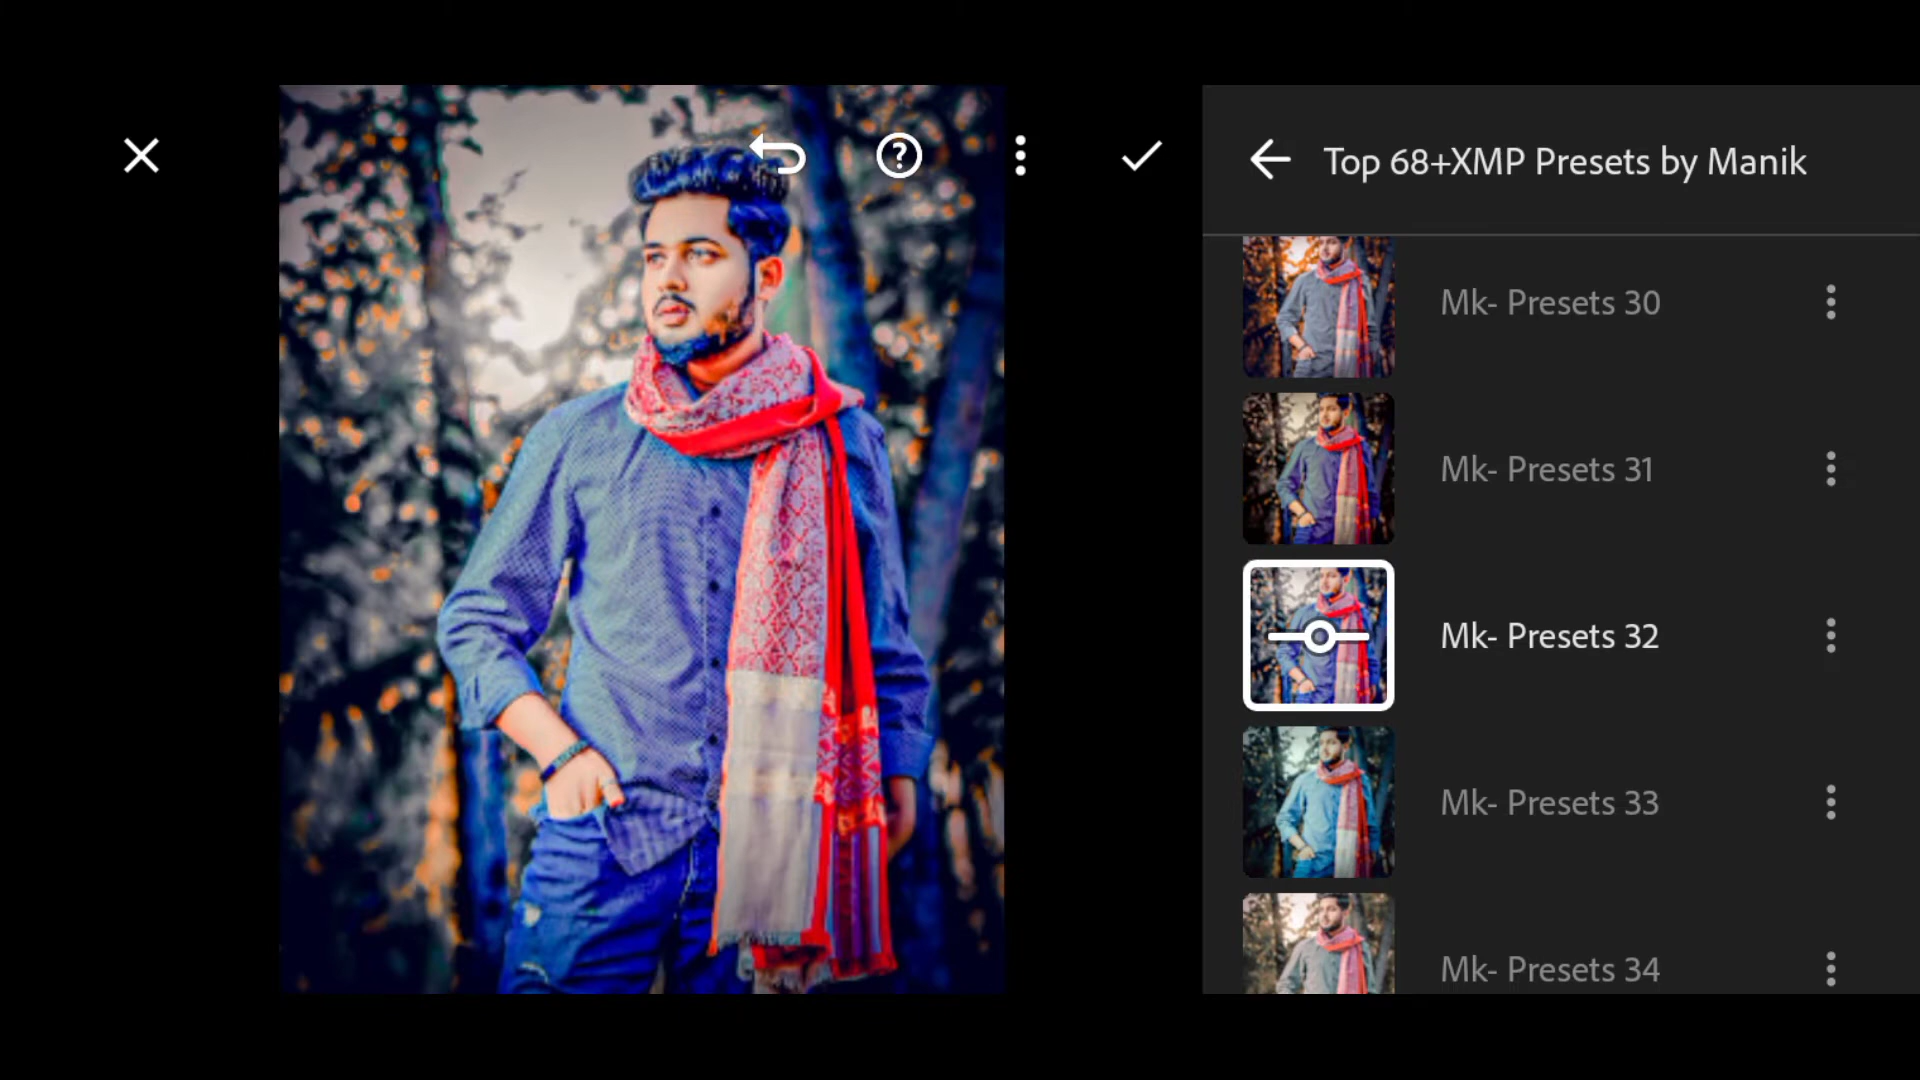 Top 68+XMP Presets by Manik
Mk- Presets 30
Mk- Presets 31
Mk- Presets 32
Mk- Presets 33
Mk- Presets 34